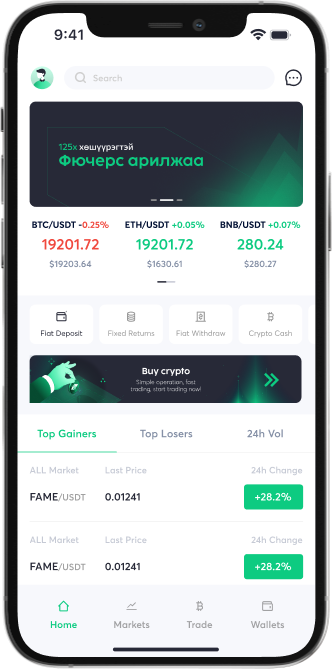 9:41
Search
125x хөшүүрэгтэй
Фючерс арилжаа
BTC/USDT -0.25% ETH/USDT +0.05% BNB/USDT +0.07%
19201.72 19201.72 280.24
$19203.64 $1630.61 $280.27
Fiat Deposit Fixed Returns Fiat Withdraw Crypto Cash
Buy crypto
Simple operation, fast
trading, start trading now!
Top Gainers Top Losers 24h Vol
ALL Market Last Price 24h Change
FAME/USDT 0.01241 +28.2%
ALL Market Last Price 24h Change
FAME/USDT 0.01241 +28.2%
Home Markets Trade Wallets